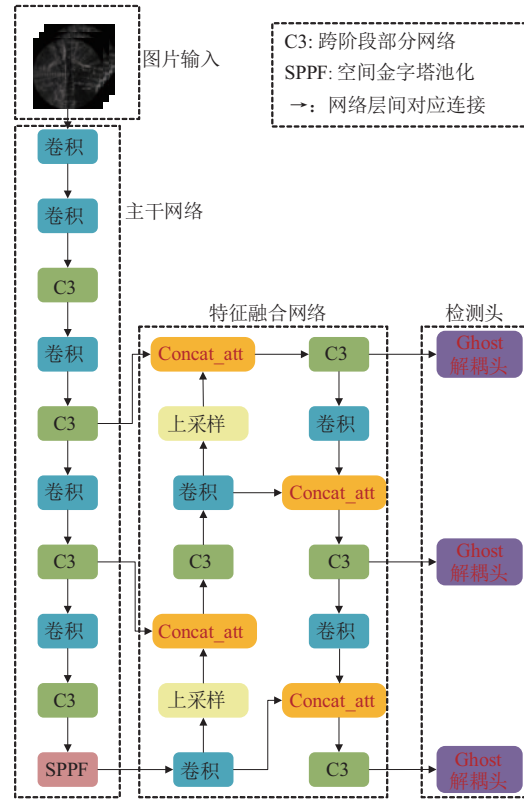 图片输入
C3: 跨阶段部分网络
SPPF: 空间金字塔池化
→: 网络层间对应连接
主干网络
卷积
卷积
C3
卷积
C3
卷积
C3
卷积
C3
SPPF
特征融合网络
Concat_att
上采样
卷积
C3
Concat_att
上采样
卷积
C3
卷积
Concat_att
C3
卷积
Concat_att
C3
检测头
Ghost
解耦头
Ghost
解耦头
Ghost
解耦头